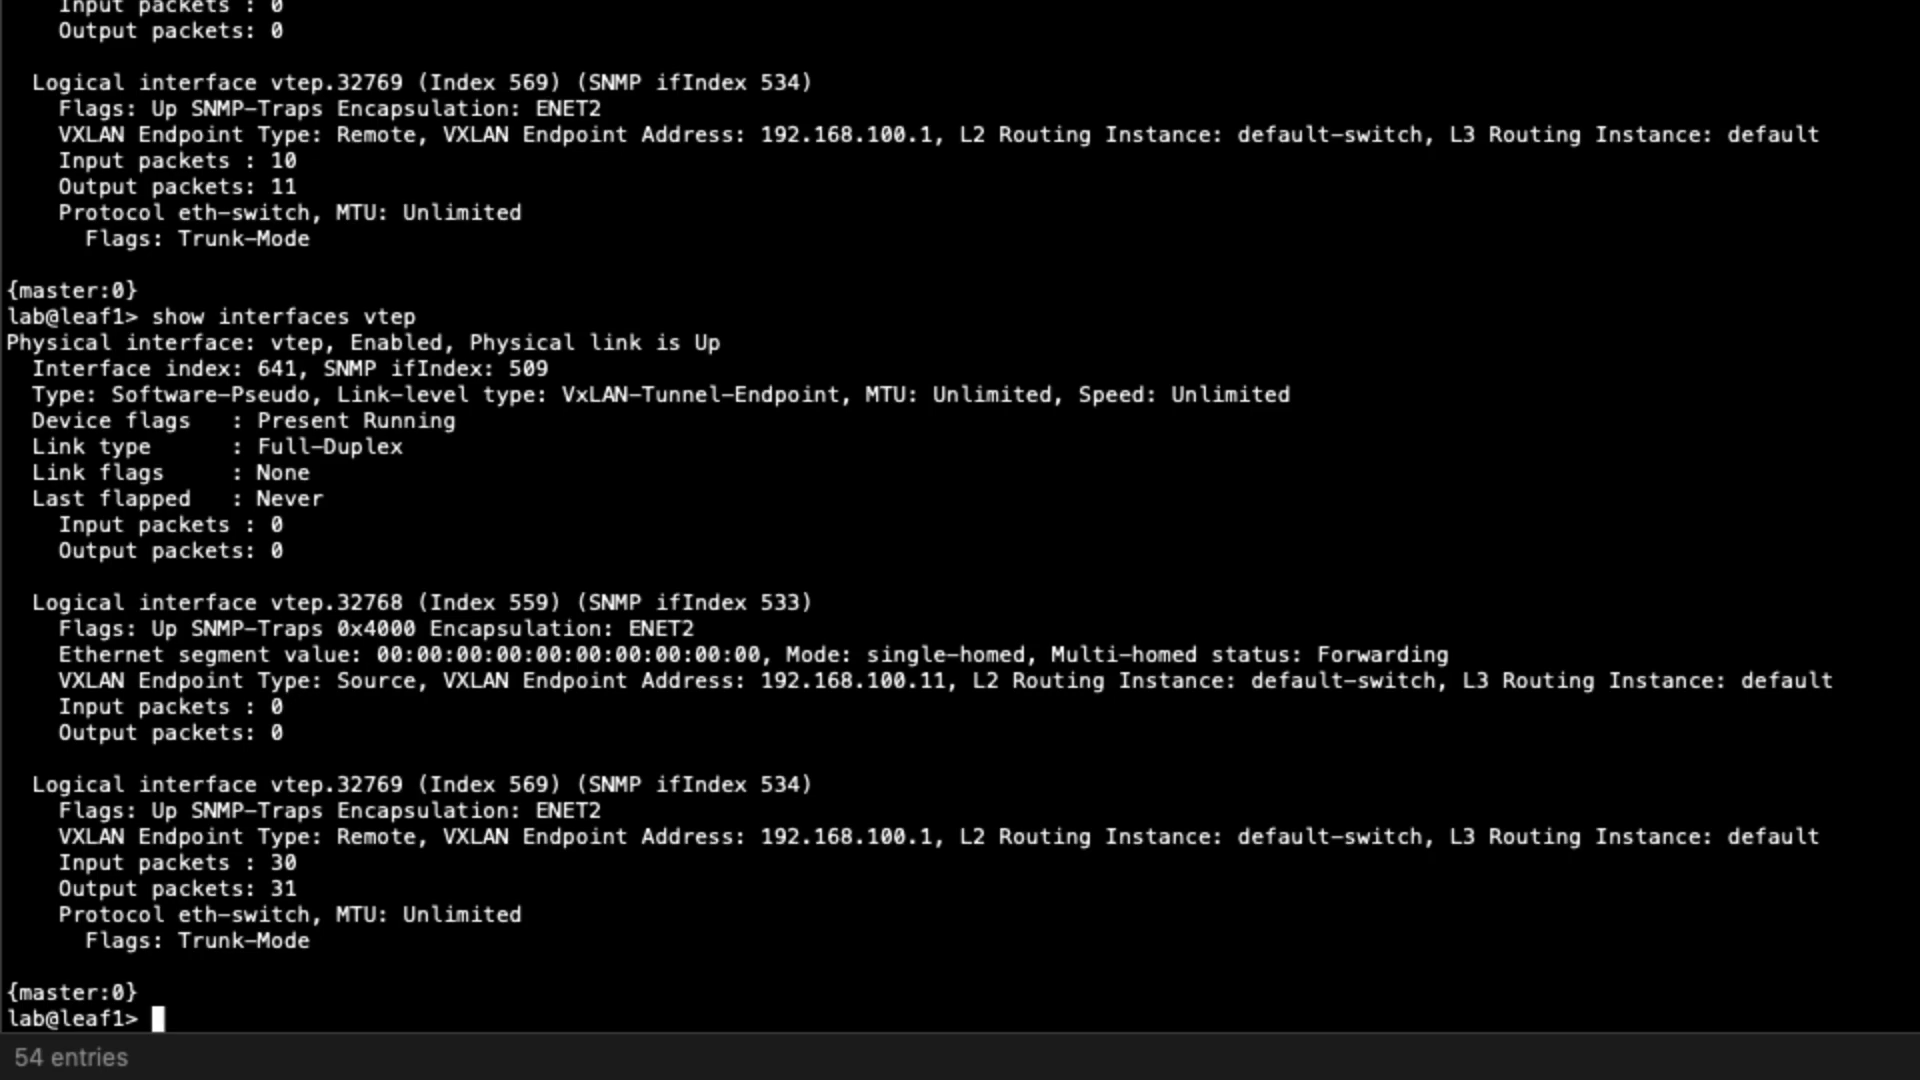 Input packets : 0
Output packets: 0
Logical interface vtep.32769 (Index 569) (SNMP ifIndex 534)
Flags: Up SNMP-Traps Encapsulation: ENET2
VXLAN Endpoint Type: Remote, VXLAN Endpoint Address: 192.168.100.1, L2 Routing Instance: default-switch, L3 Routing Instance: default
Input packets : 10
Output packets: 11
Protocol eth-switch, MTU: Unlimited
Flags: Trunk-Mode
{master:0}
lab@leaf1> show interfaces vtep
Physical interface: vtep, Enabled, Physical link is Up
Interface index: 641, SNMP ifIndex: 509
Type: Software-Pseudo, Link-level type: VxLAN-Tunnel-Endpoint, MTU: Unlimited, Speed: Unlimited
Device flags   : Present Running
Link type      : Full-Duplex
Link flags     : None
Last flapped   : Never
Input packets : 0
Output packets: 0
Logical interface vtep.32768 (Index 559) (SNMP ifIndex 533)
Flags: Up SNMP-Traps 0x4000 Encapsulation: ENET2
Ethernet segment value: 00:00:00:00:00:00:00:00:00:00, Mode: single-homed, Multi-homed status: Forwarding
VXLAN Endpoint Type: Source, VXLAN Endpoint Address: 192.168.100.11, L2 Routing Instance: default-switch, L3 Routing Instance: default
Input packets : 0
Output packets: 0
Logical interface vtep.32769 (Index 569) (SNMP ifIndex 534)
Flags: Up SNMP-Traps Encapsulation: ENET2
VXLAN Endpoint Type: Remote, VXLAN Endpoint Address: 192.168.100.1, L2 Routing Instance: default-switch, L3 Routing Instance: default
Input packets : 30
Output packets: 31
Protocol eth-switch, MTU: Unlimited
Flags: Trunk-Mode
{master:0}
lab@leaf1>
54 entries